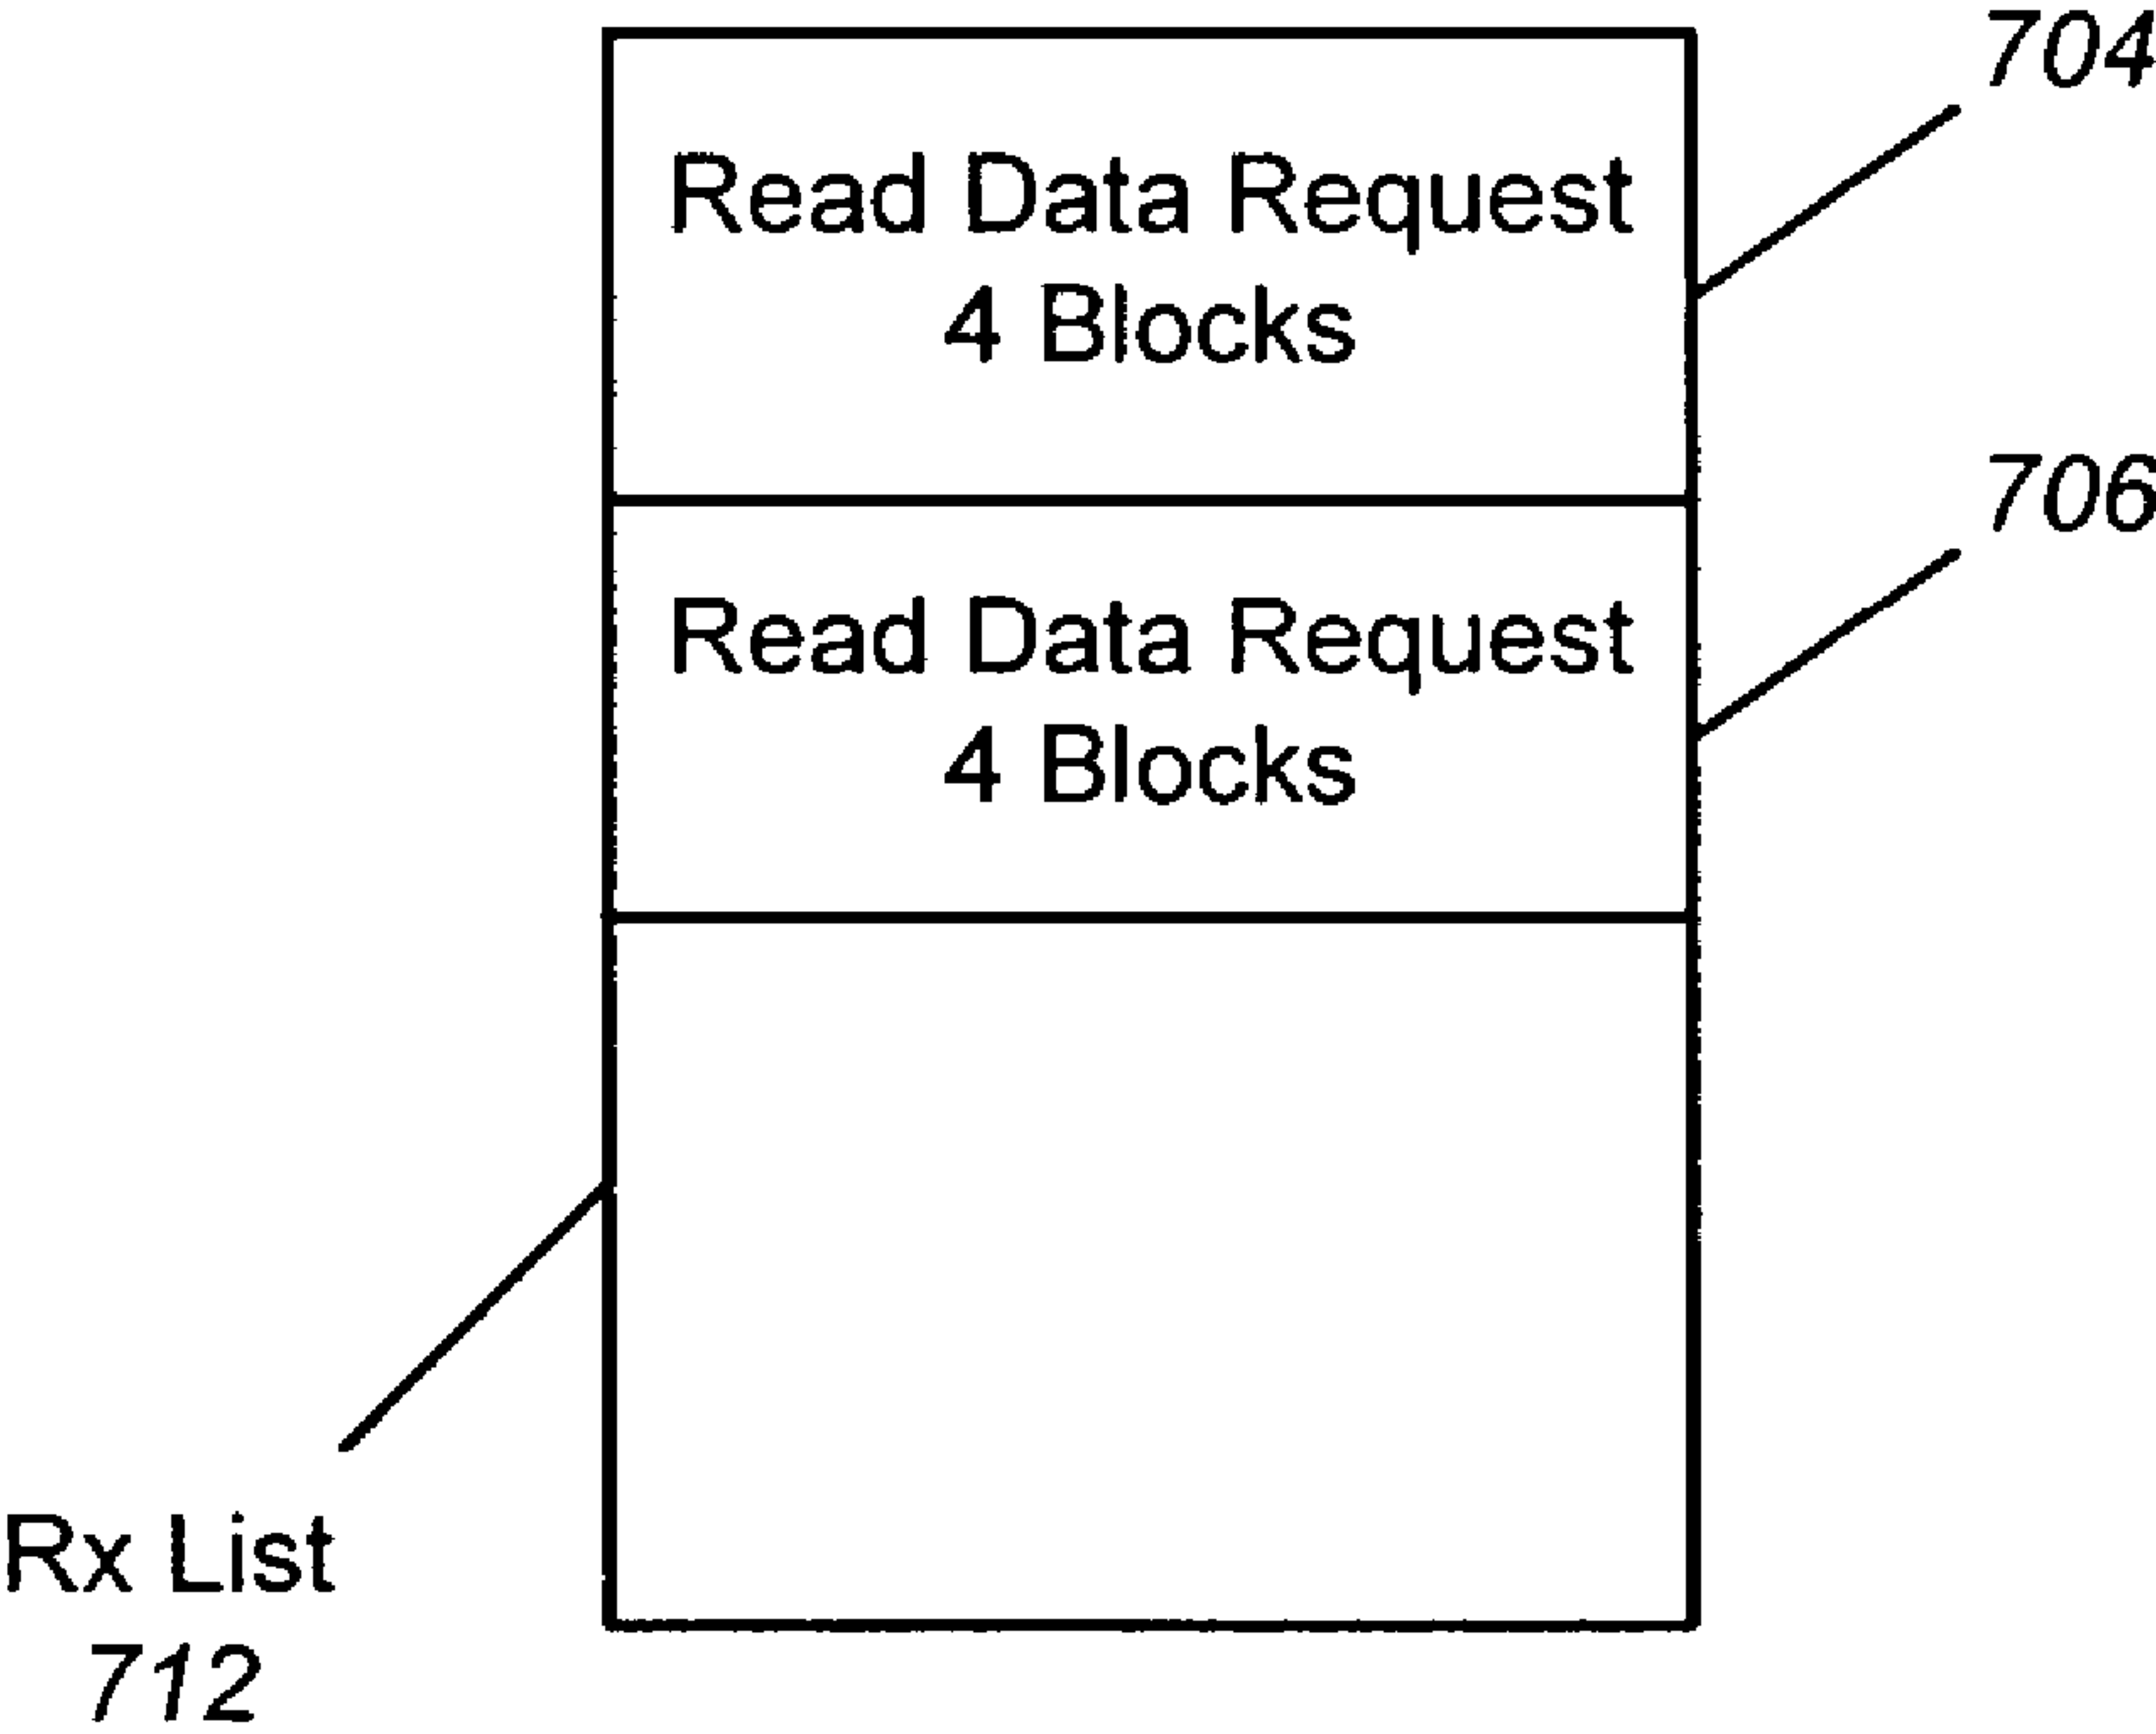 704
Read Data Request
4 Blocks
706
Read Data Request
4 Blocks
Rx List
712